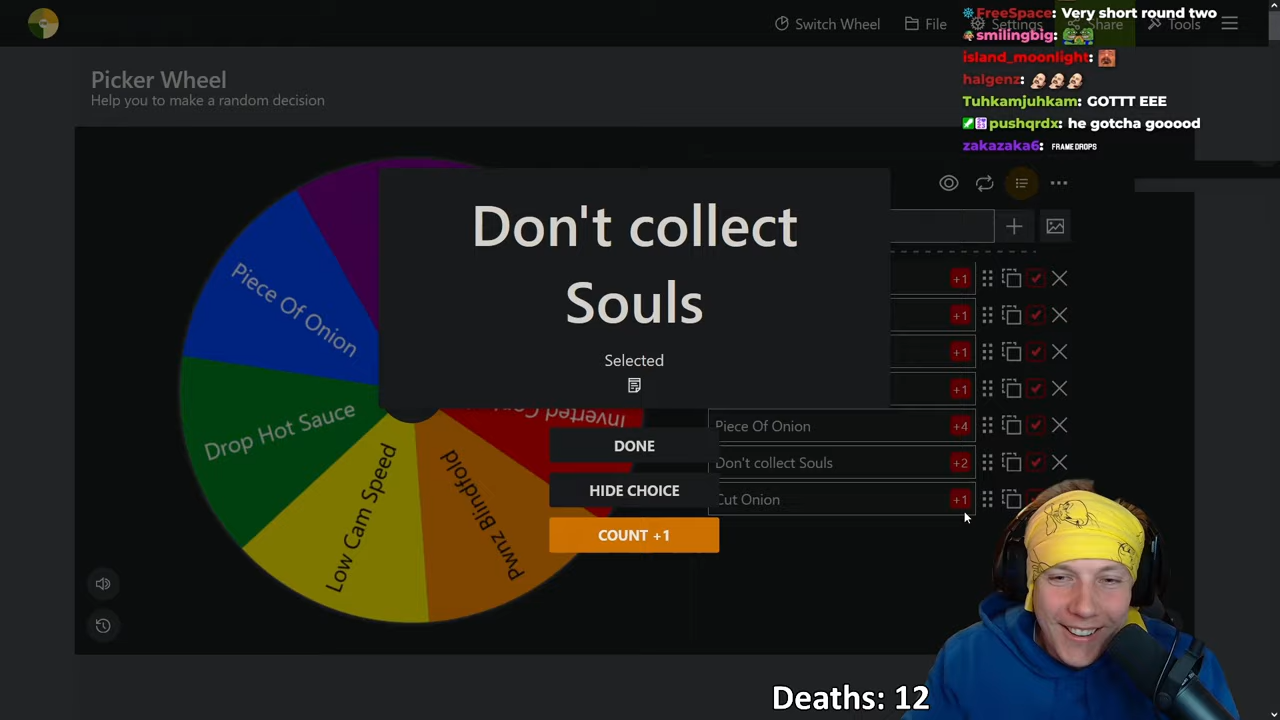 Switch Wheel
File
Settings
Share
Tools
FreeSpace: Very short round two
smilingbig:
island_moonlight:
halgenz:
Tuhkamjuhkam: GOTTT EEE
pushqrdx: he gotcha gooood
zakazaka6: FRAME DROPS
Picker Wheel
Help you to make a random decision
Don't collect
Souls
Selected
DONE
HIDE CHOICE
COUNT +1
Piece Of Onion
Drop Hot Sauce
Low Cam Speed
Pwnz Blindfold
+1
+1
+1
+1
Piece Of Onion +4
Don't collect Souls +2
Cut Onion +1
Deaths: 12